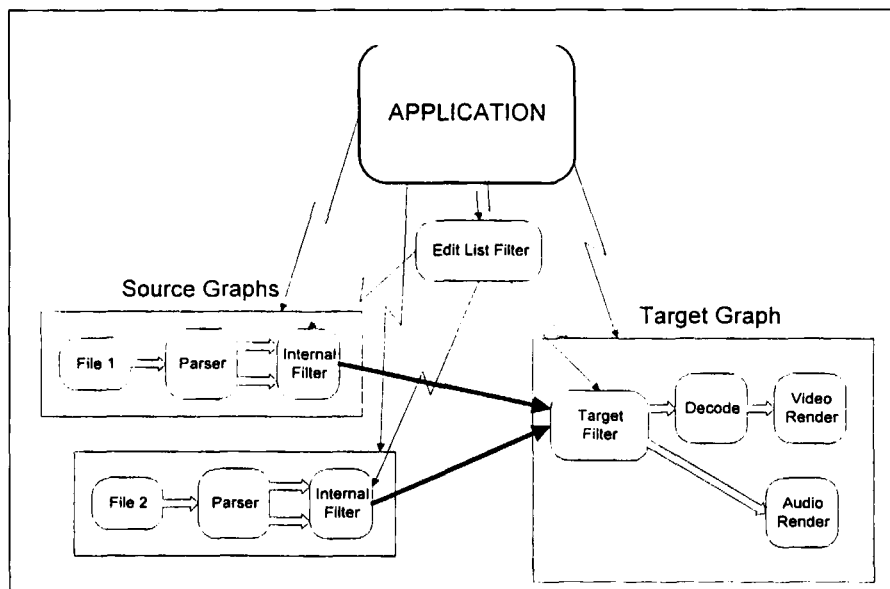 APPLICATION
Edit List Filter
Source Graphs
File 1
Parser
Internal
Filter
Target Graph
Target
Filter
Decode
Video
Render
Audio
Render
File 2
Parser
Internal
Filter